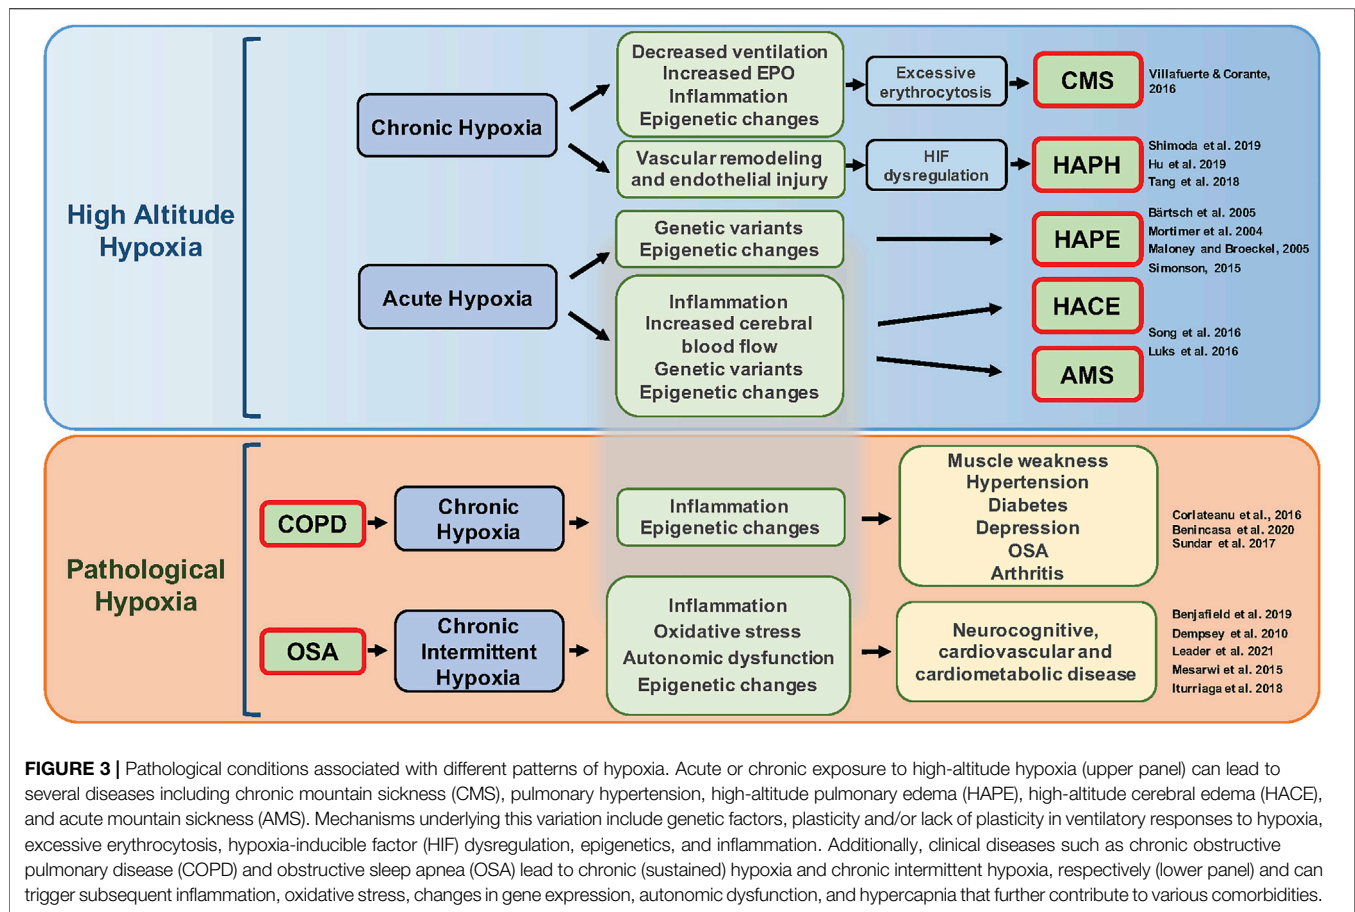 High Altitude
Hypoxia
Chronic Hypoxia
Decreased ventilation
Increased EPO
Inflammation
Epigenetic changes
Excessive
erythrocytosis
CMS
Villafuerte & Corante,
2016
Vascular remodeling
and endothelial injury
HIF
dysregulation
HAPH
Shimoda et al. 2019
Hu et al. 2019
Tang et al. 2018
Acute Hypoxia
Genetic variants
Epigenetic changes
HAPE
Bärtsch et al. 2005
Mortimer et al. 2004
Maloney and Broeckel, 2005
Simonson, 2015
Inflammation
Increased cerebral
blood flow
Genetic variants
Epigenetic changes
HACE
AMS
Song et al. 2016
Luks et al. 2016
Pathological
Hypoxia
COPD
Chronic
Hypoxia
Inflammation
Epigenetic changes
Muscle weakness
Hypertension
Diabetes
Depression
OSA
Arthritis
Corlateanu et al., 2016
Benincasa et al. 2020
Sundar et al. 2017
OSA
Chronic
Intermittent
Hypoxia
Inflammation
Oxidative stress
Autonomic dysfunction
Epigenetic changes
Neurocognitive,
cardiovascular and
cardiometabolic disease
Benjafield et al. 2019
Dempsey et al. 2010
Leader et al. 2021
Mesarwi et al. 2015
Iturriaga et al. 2018
FIGURE 3 | Pathological conditions associated with different patterns of hypoxia. Acute or chronic exposure to high-altitude hypoxia (upper panel) can lead to
several diseases including chronic mountain sickness (CMS), pulmonary hypertension, high-altitude pulmonary edema (HAPE), high-altitude cerebral edema (HACE),
and acute mountain sickness (AMS). Mechanisms underlying this variation include genetic factors, plasticity and/or lack of plasticity in ventilatory responses to hypoxia,
excessive erythrocytosis, hypoxia-inducible factor (HIF) dysregulation, epigenetics, and inflammation. Additionally, clinical diseases such as chronic obstructive
pulmonary disease (COPD) and obstructive sleep apnea (OSA) lead to chronic (sustained) hypoxia and chronic intermittent hypoxia, respectively (lower panel) and can
trigger subsequent inflammation, oxidative stress, changes in gene expression, autonomic dysfunction, and hypercapnia that further contribute to various comorbidities.